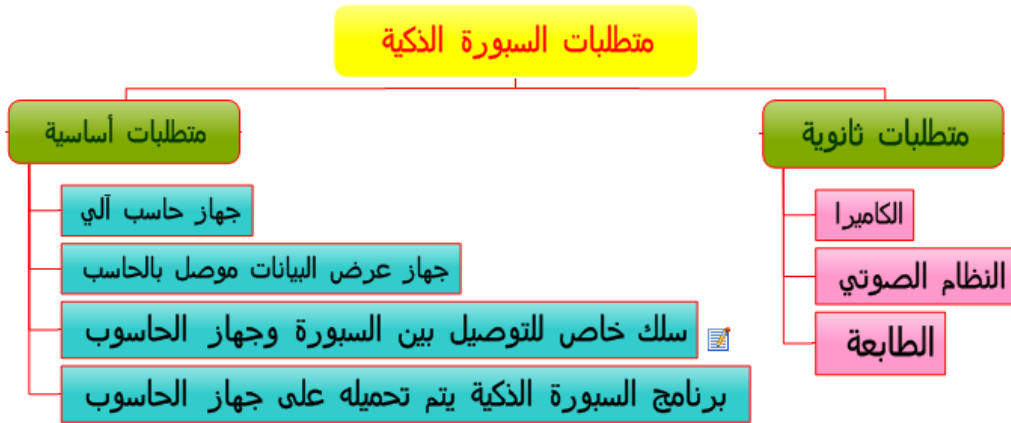 متطلبات السبورة الذكية
متطلبات ثانوية
الكاميرا
النظام الصوتي
الطابعة
متطلبات أساسية
جهاز حاسب آلي
جهاز عرض البيانات موصل بالحاسب
سلك خاص للتوصيل بين السبورة وجهاز الحاسوب
برنامج السبورة الذكية يتم تحميله على جهاز الحاسوب